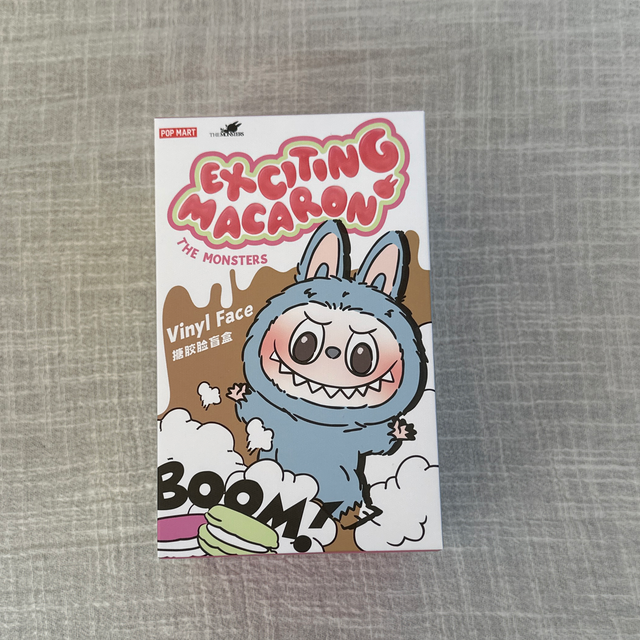 POP MART
THE MONSTERS
EXCITING
MACARON
THE MONSTERS
Vinyl Face
搪胶脸盲盒
BOOM!